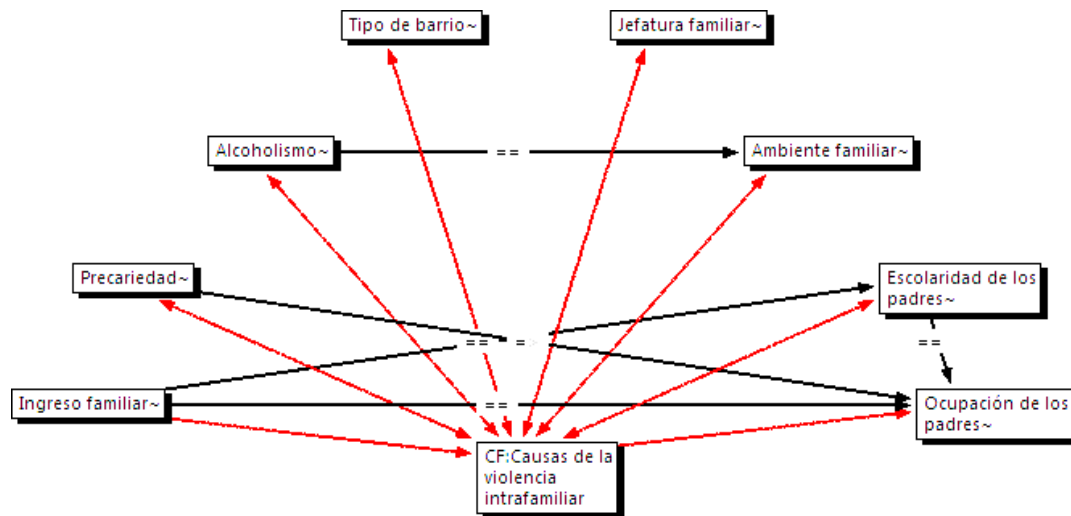 Tipo de barrio~
Jefatura familiar~
Alcoholismo~
==
Ambiente familiar~
Precariedad~
Escolaridad de los
padres~
==
=>
==
Ingreso familiar~
==
Ocupación de los
padres~
CF:Causas de la
violencia
intrafamiliar